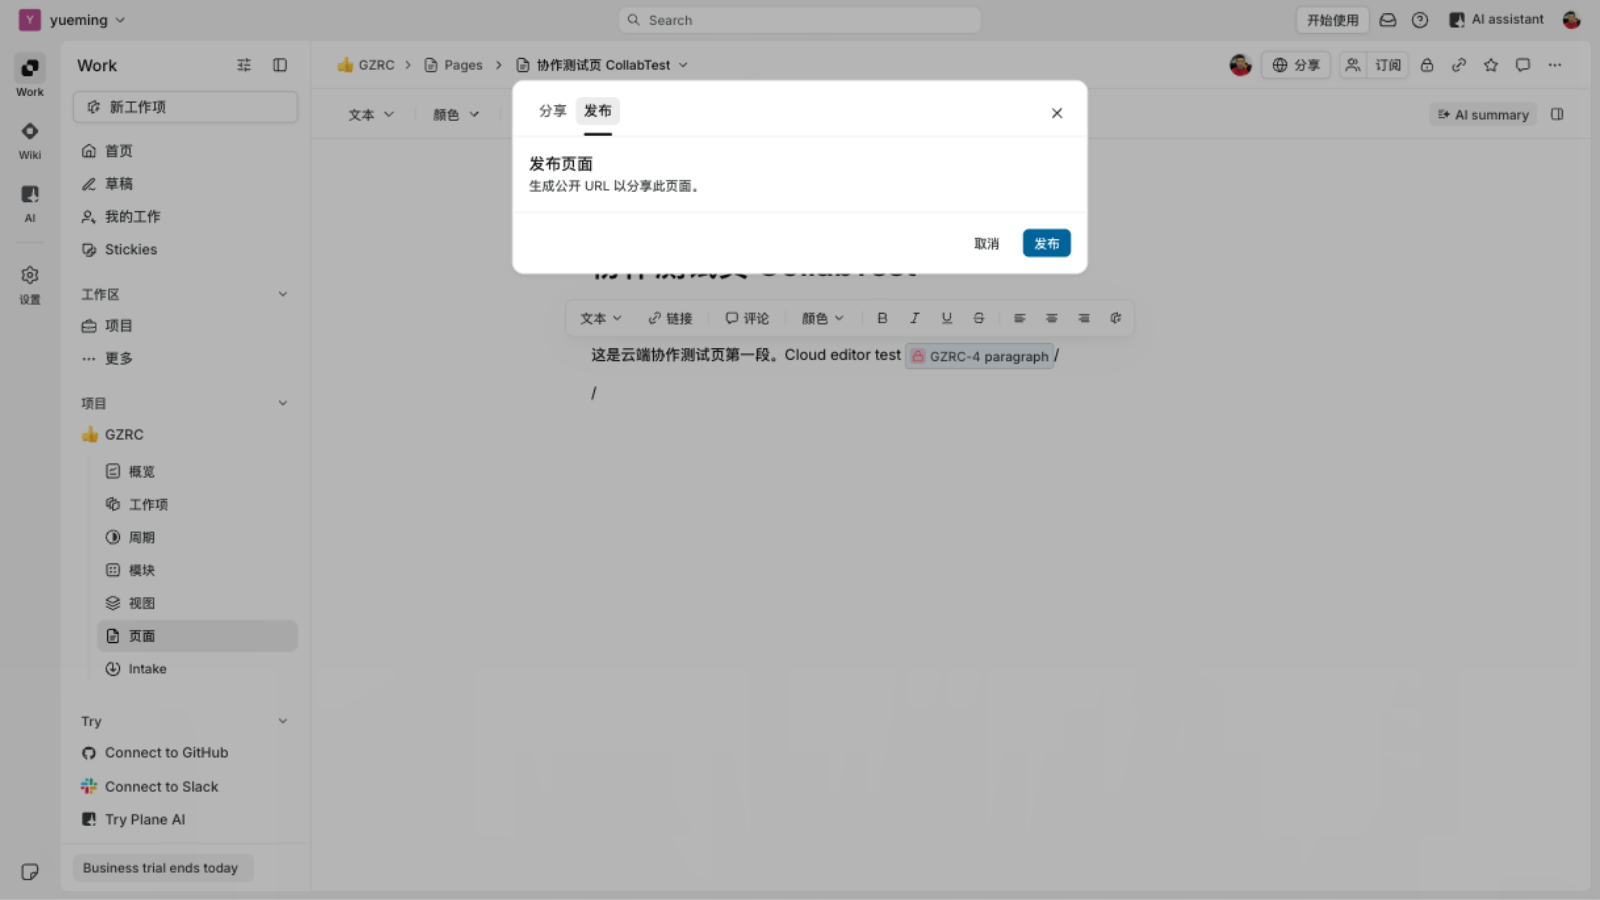 Y yueming
Search
开始使用
AI assistant
Work
Wiki
AI
设置
Work
新工作项
首页
草稿
我的工作
Stickies
工作区
项目
更多
项目
GZRC
概览
工作项
周期
模块
视图
页面
Intake
Try
Connect to GitHub
Connect to Slack
Try Plane AI
Business trial ends today
GZRC Pages 协作测试页 CollabTest
分享
订阅
文本 颜色
AI summary
分享 发布
发布页面
生成公开 URL 以分享此页面。
取消 发布
协作测试页 CollabTest
文本 链接 评论 颜色 B I U S
这是云端协作测试页第一段。Cloud editor test GZRC-4 paragraph /
/